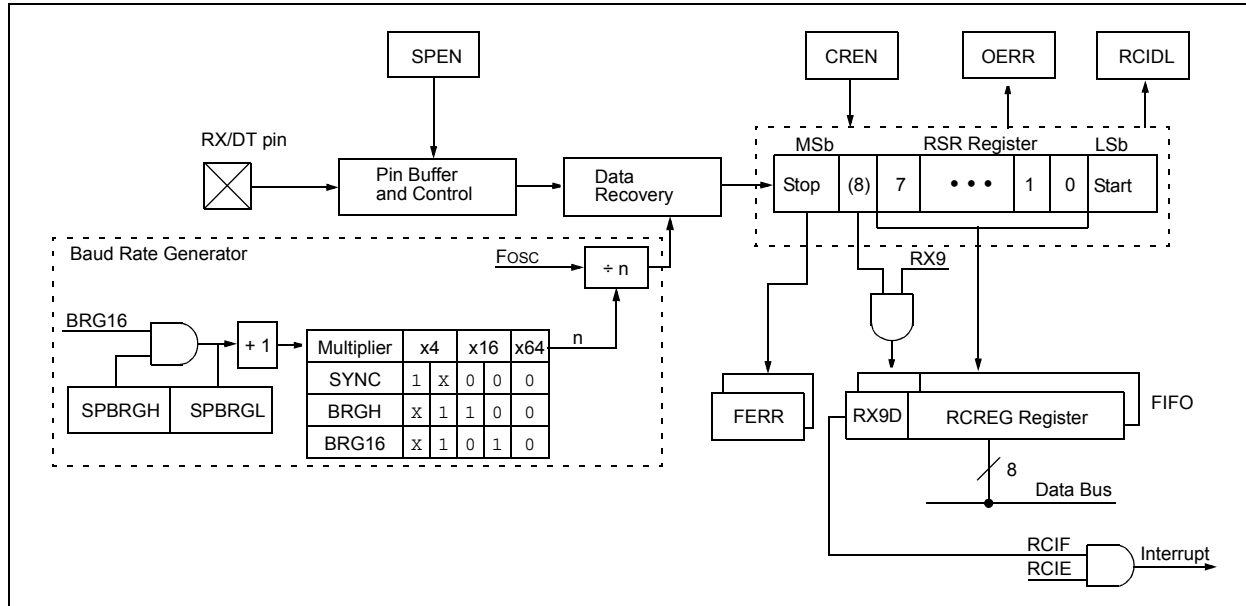 SPEN
CREN
OERR
RCIDL
RX/DT pin
Pin Buffer
and Control
Data
Recovery
MSb
RSR Register
LSb
Stop (8) 7 • • • 1 0 Start
Baud Rate Generator
FOSC
÷ n
RX9
BRG16
+ 1
n
Multiplier x4 x16 x64
SYNC 1 X 0 0 0
BRGH X 1 1 0 0
BRG16 X 1 0 1 0
SPBRGH SPBRGL
FERR
RX9D RCREG Register
FIFO
8
Data Bus
RCIF
RCIE
Interrupt